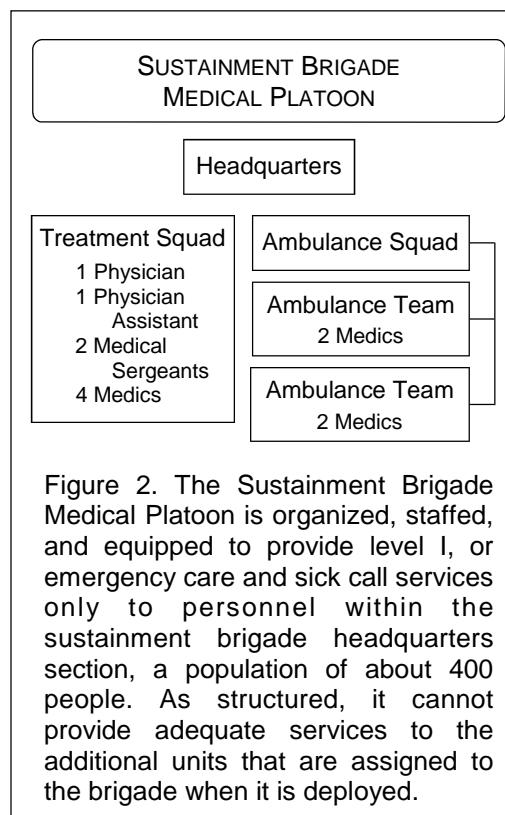 SUSTAINMENT BRIGADE
MEDICAL PLATOON
Headquarters
Treatment Squad
1 Physician
1 Physician
Assistant
2 Medical
Sergeants
4 Medics
Ambulance Squad
Ambulance Team
2 Medics
Ambulance Team
2 Medics
Figure 2. The Sustainment Brigade
Medical Platoon is organized, staffed,
and equipped to provide level I, or
emergency care and sick call services
only to personnel within the
sustainment brigade headquarters
section, a population of about 400
people. As structured, it cannot
provide adequate services to the
additional units that are assigned to
the brigade when it is deployed.